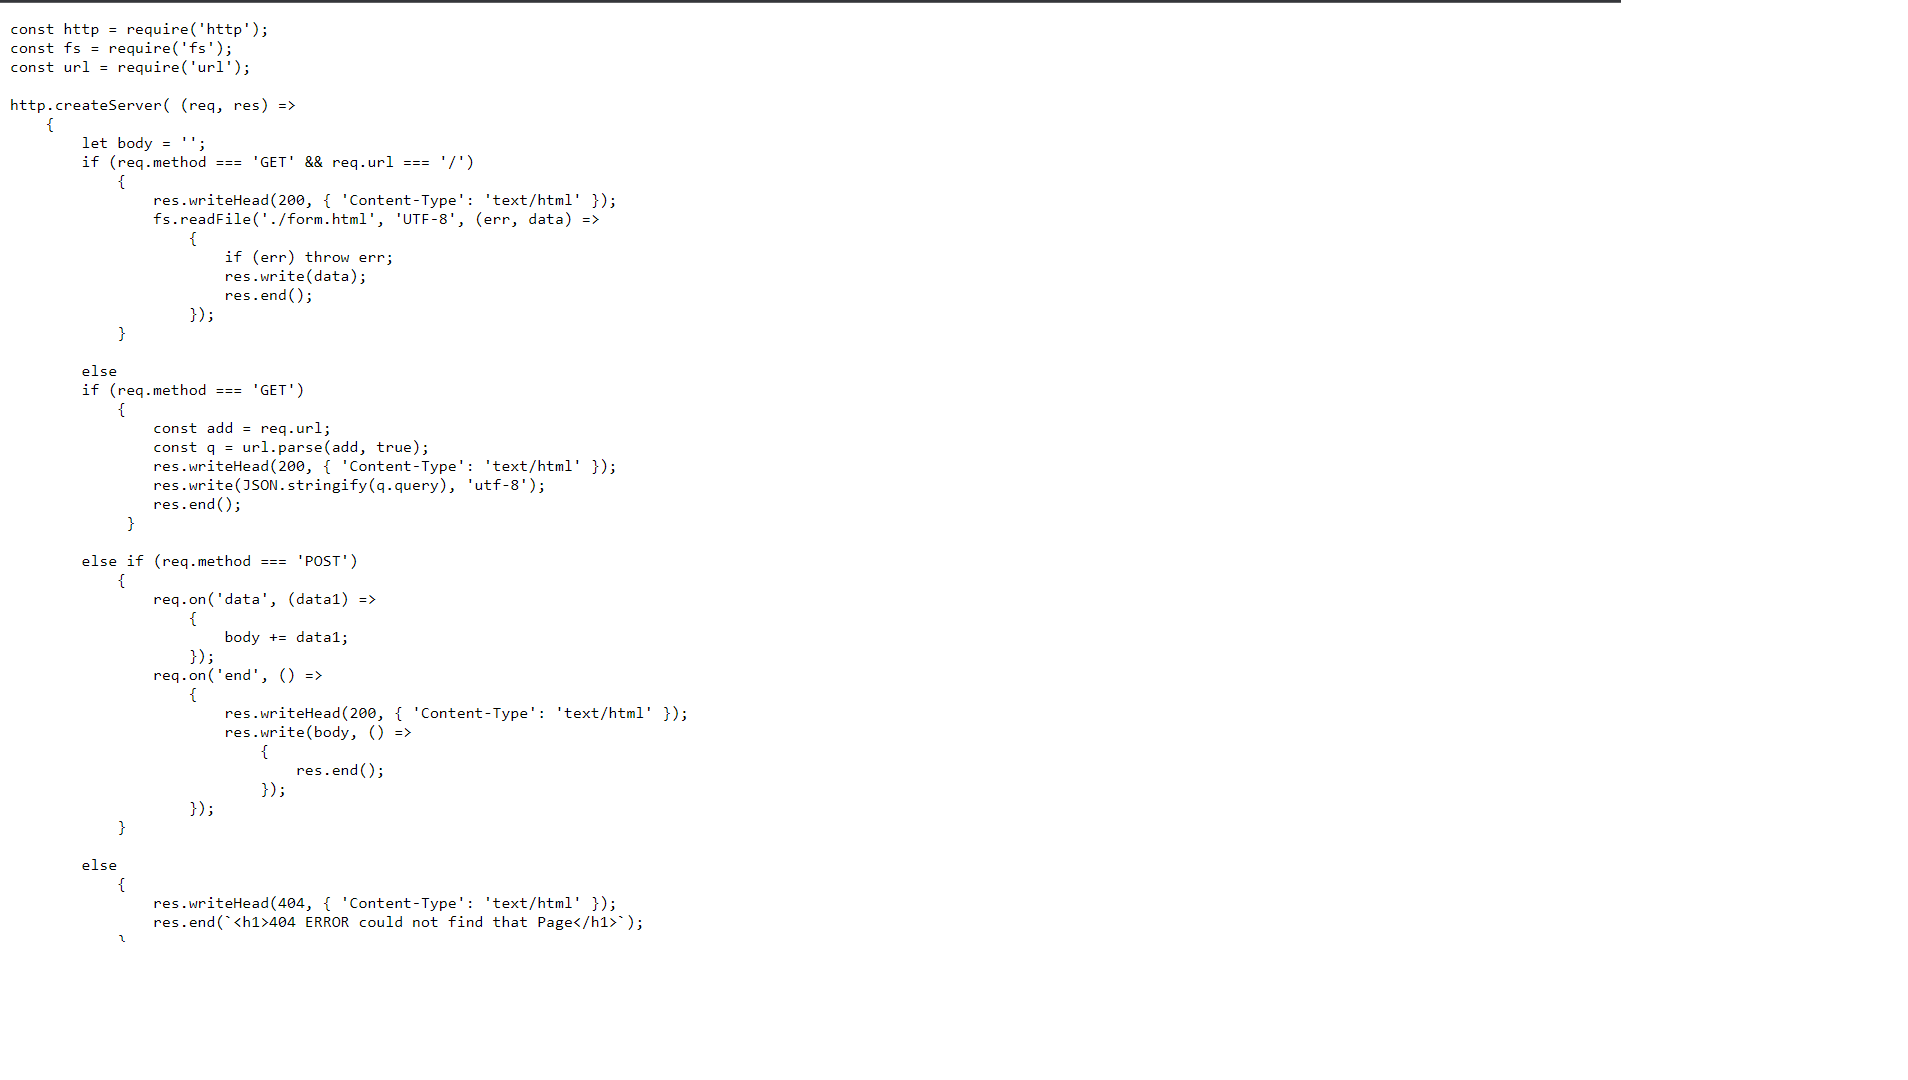 const http = require('http');
const fs = require('fs');
const url = require('url');

http.createServer( (req, res) =>
    {
        let body = '';
        if (req.method === 'GET' && req.url === '/')
            {
                res.writeHead(200, { 'Content-Type': 'text/html' });
                fs.readFile('./form.html', 'UTF-8', (err, data) =>
                    {
                        if (err) throw err;
                        res.write(data);
                        res.end();
                    });
            }

        else
        if (req.method === 'GET')
            {
                const add = req.url;
                const q = url.parse(add, true);
                res.writeHead(200, { 'Content-Type': 'text/html' });
                res.write(JSON.stringify(q.query), 'utf-8');
                res.end();
             }

        else if (req.method === 'POST')
            {
                req.on('data', (data1) =>
                    {
                        body += data1;
                    });
                req.on('end', () =>
                    {
                        res.writeHead(200, { 'Content-Type': 'text/html' });
                        res.write(body, () =>
                            {
                                res.end();
                            });
                    });
            }

        else
            {
                res.writeHead(404, { 'Content-Type': 'text/html' });
                res.end(`<h1>404 ERROR could not find that Page</h1>`);
            }